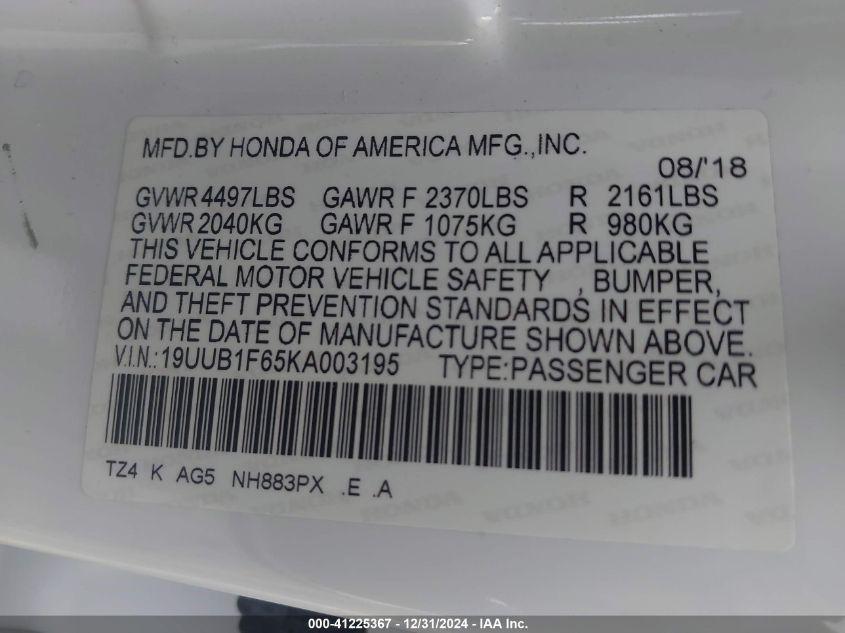 MFD.BY HONDA OF AMERICA MFG.,INC.
08/'18
GVWR 4497LBS GAWR F 2370LBS R 2161LBS
GVWR 2040KG GAWR F 1075KG R 980KG
THIS VEHICLE CONFORMS TO ALL APPLICABLE
FEDERAL MOTOR VEHICLE SAFETY , BUMPER,
AND THEFT PREVENTION STANDARDS IN EFFECT
ON THE DATE OF MANUFACTURE SHOWN ABOVE.
V.I.N.:19UUB1F65KA003195 TYPE:PASSENGER CAR
TZ4 K AG5 NH883PX .E .A
000-41225367 - 12/31/2024 - IAA Inc.